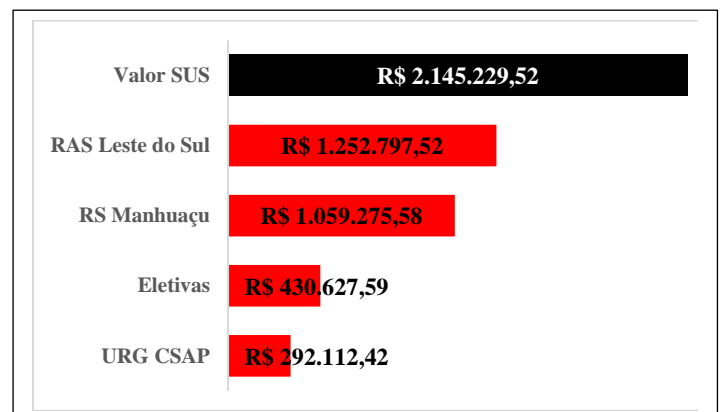 Valor SUS R$ 2.145.229,52
RAS Leste do Sul R$ 1.252.797,52
RS Manhuaçu R$ 1.059.275,58
Eletivas R$ 430.627,59
URG CSAP R$ 292.112,42